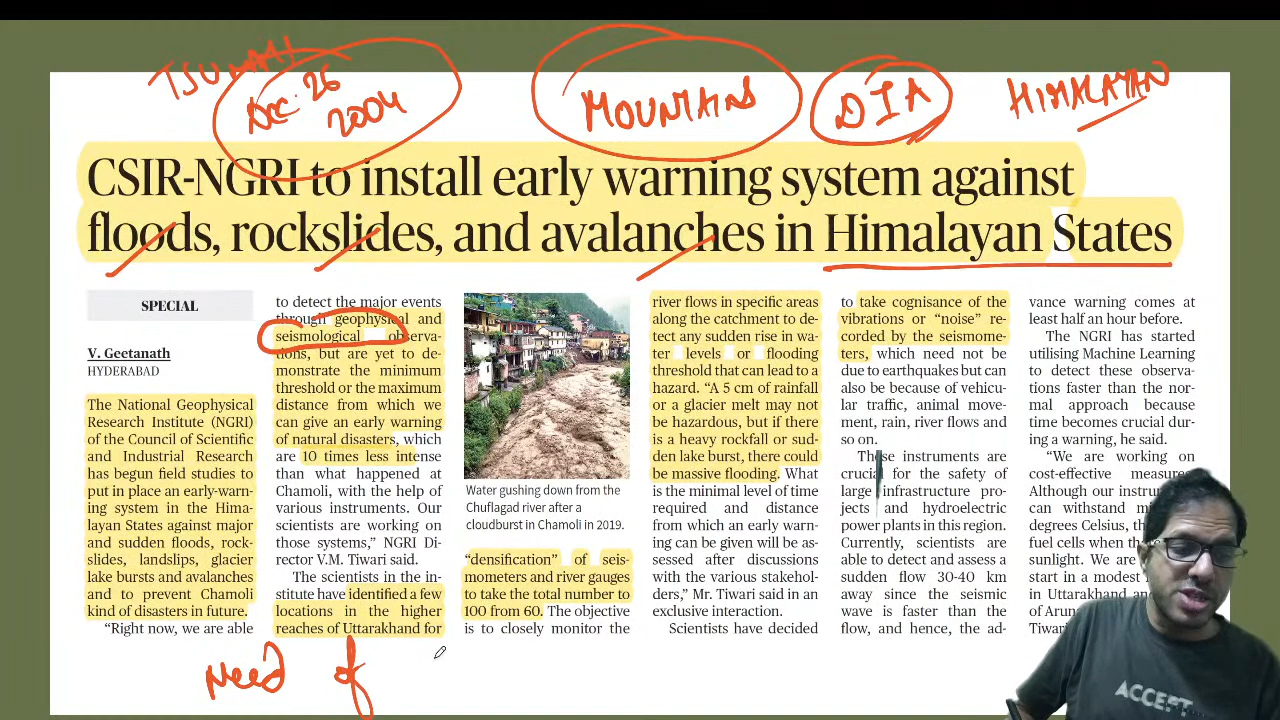 TSUNAMI
Dec. 26
2004
MOUNTAINS
DIA
HIMALAYAN
CSIR-NGRI to install early warning system against
floods, rockslides, and avalanches in Himalayan States
SPECIAL
V. Geetanath
HYDERABAD
The National Geophysical
Research Institute (NGRI)
of the Council of Scientific
and Industrial Research
has begun field studies to
put in place an early-warn-
ing system in the Hima-
layan States against major
and sudden floods, rock-
slides, landslips, glacier
lake bursts and avalanches
and to prevent Chamoli
kind of disasters in future.
“Right now, we are able
to detect the major events
through geophysical and
seismological observa-
tions, but are yet to de-
monstrate the minimum
threshold or the maximum
distance from which we
can give an early warning
of natural disasters, which
are 10 times less intense
than what happened at
Chamoli, with the help of
various instruments. Our
scientists are working on
those systems,” NGRI Di-
rector V.M. Tiwari said.
The scientists in the in-
stitute have identified a few
locations in the higher
reaches of Uttarakhand for
Water gushing down from the
Chuflagad river after a
cloudburst in Chamoli in 2019.
“densification” of seis-
mometers and river gauges
to take the total number to
100 from 60. The objective
is to closely monitor the
river flows in specific areas
along the catchment to de-
tect any sudden rise in wa-
ter levels or flooding
threshold that can lead to a
hazard. “A 5 cm of rainfall
or a glacier melt may not
be hazardous, but if there
is a heavy rockfall or sud-
den lake burst, there could
be massive flooding. What
is the minimal level of time
required and distance
from which an early warn-
ing can be given will be as-
sessed after discussions
with the various stakehol-
ders,” Mr. Tiwari said in an
exclusive interaction.
Scientists have decided
to take cognisance of the
vibrations or “noise” re-
corded by the seismome-
ters, which need not be
due to earthquakes but can
also be because of vehicu-
lar traffic, animal move-
ment, rain, river flows and
so on.
These instruments are
crucial for the safety of
large infrastructure pro-
jects and hydroelectric
power plants in this region.
Currently, scientists are
able to detect and assess a
sudden flow 30-40 km
away since the seismic
wave is faster than the
flow, and hence, the ad-
vance warning comes at
least half an hour before.
The NGRI has started
utilising Machine Learning
to detect these observa-
tions faster than the nor-
mal approach because
time becomes crucial dur-
ing a warning, he said.
“We are working on
cost-effective measure
Although our instru
can withstand mi
degrees Celsius, th
fuel cells when th
sunlight. We are
start in a modest
in Uttarakhand an
of Arun
Tiwari
Need of
ACCEPT